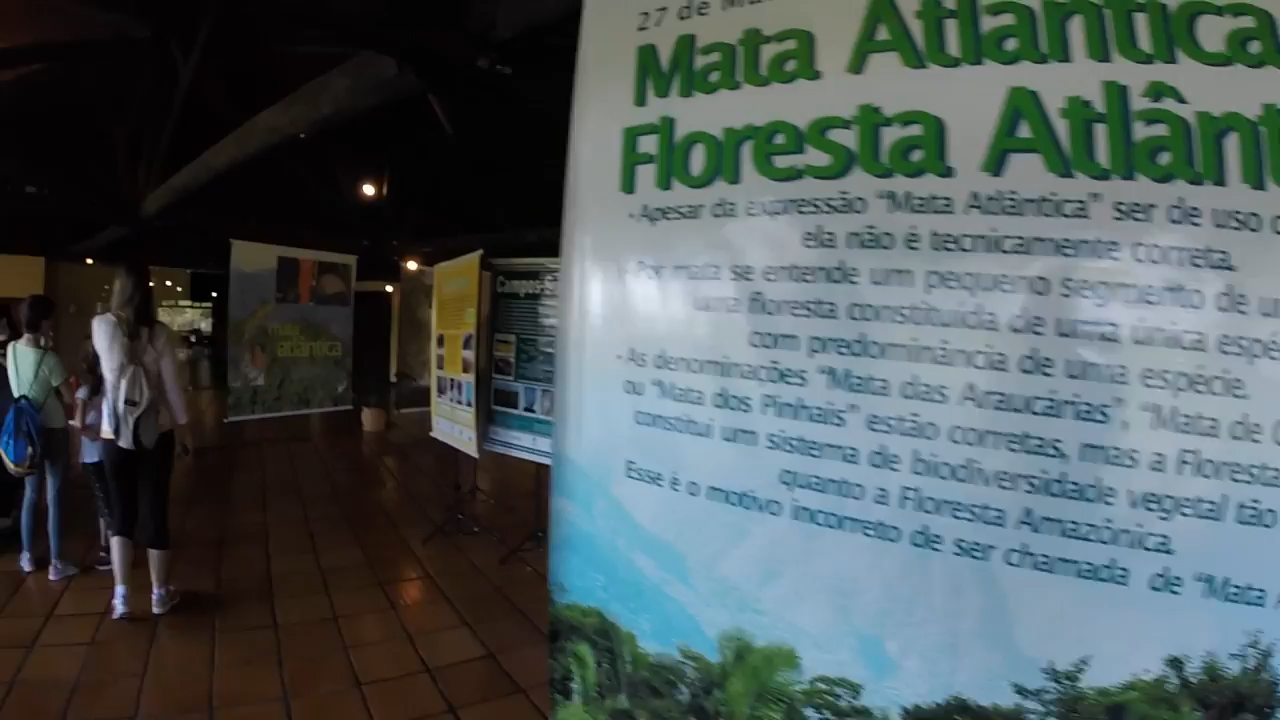 27 de
Mata Atlântica
Floresta Atlânt
- Apesar da expressão "Mata Atlântica" ser de uso
ela não é tecnicamente correta.
- Por mata se entende um pequeno segmento de
uma floresta constituída de uma única espé
com predominância de uma espécie.
- As denominações "Mata das Araucárias", "Mata de
ou "Mata dos Pinhais" estão corretas, mas a Floresta
constitui um sistema de biodiversidade vegetal tão
quanto a Floresta Amazônica.
Esse é o motivo incorreto de ser chamada de "Mata
mata
atlântica
Campos